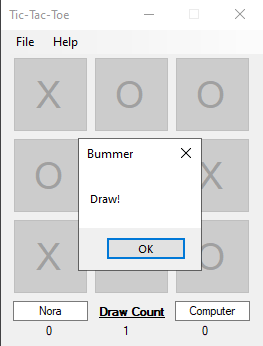 Tic-Tac-Toe
File Help
X O O
Bummer
O X
Draw!
OK
X O
Nora Draw Count Computer
0 1 0